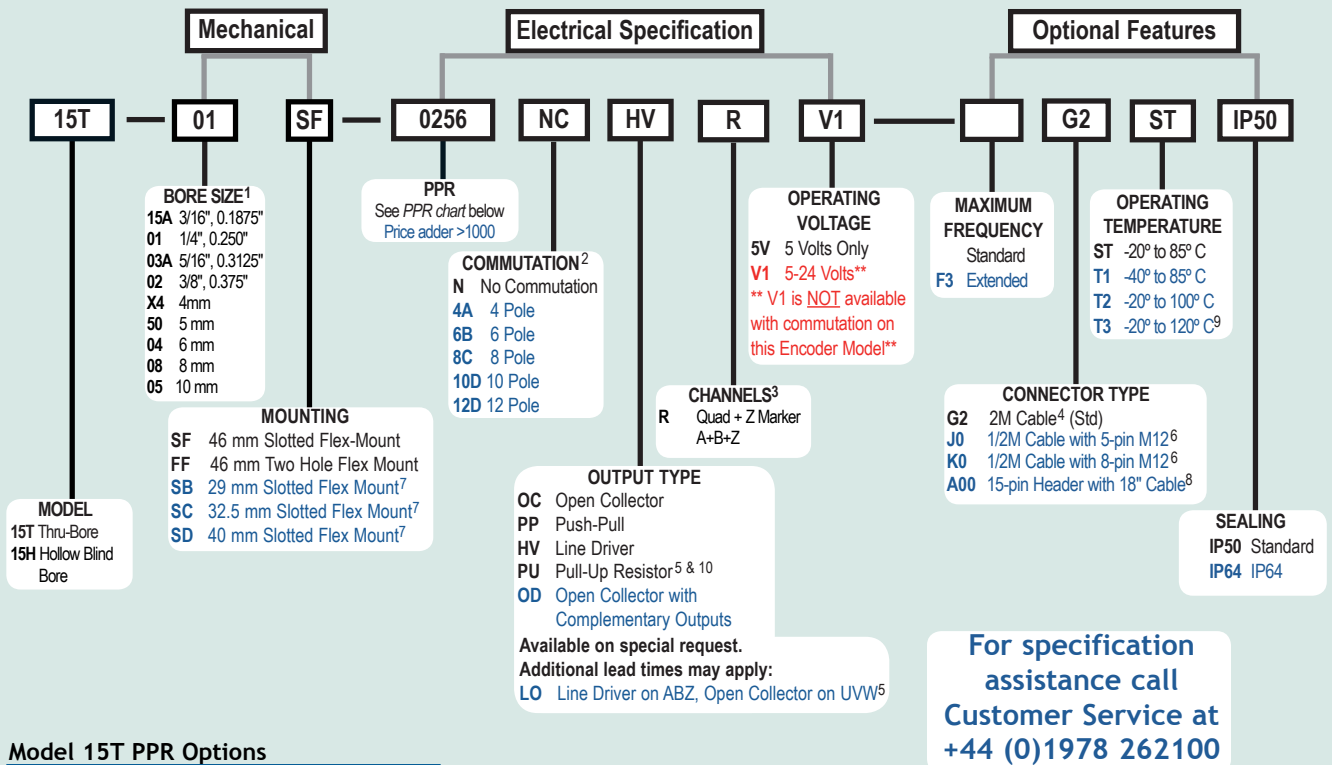 Mechanical
Electrical Specification
Optional Features
15T
01
SF
0256
NC
HV
R
V1
G2
ST
IP50
BORE SIZE1
15A 3/16", 0.1875"
01 1/4", 0.250"
03A 5/16", 0.3125"
02 3/8", 0.375"
X4 4mm
50 5 mm
04 6 mm
08 8 mm
05 10 mm
PPR
See PPR chart below
Price adder >1000
COMMUTATION2
N No Commutation
4A 4 Pole
6B 6 Pole
8C 8 Pole
10D 10 Pole
12D 12 Pole
OPERATING
VOLTAGE
5V 5 Volts Only
V1 5-24 Volts**
** V1 is NOT available
with commutation on
this Encoder Model**
MAXIMUM
FREQUENCY
Standard
F3 Extended
OPERATING
TEMPERATURE
ST -20º to 85º C
T1 -40º to 85º C
T2 -20º to 100º C
T3 -20º to 120º C9
CHANNELS3
R Quad + Z Marker
A+B+Z
CONNECTOR TYPE
G2 2M Cable4 (Std)
J0 1/2M Cable with 5-pin M126
K0 1/2M Cable with 8-pin M126
A00 15-pin Header with 18" Cable8
MOUNTING
SF 46 mm Slotted Flex-Mount
FF 46 mm Two Hole Flex Mount
SB 29 mm Slotted Flex Mount7
SC 32.5 mm Slotted Flex Mount7
SD 40 mm Slotted Flex Mount7
OUTPUT TYPE
OC Open Collector
PP Push-Pull
HV Line Driver
PU Pull-Up Resistor5 & 10
OD Open Collector with
Complementary Outputs
Available on special request.
Additional lead times may apply:
LO Line Driver on ABZ, Open Collector on UVW5
MODEL
15T Thru-Bore
15H Hollow Blind
Bore
SEALING
IP50 Standard
IP64 IP64
For specification
assistance call
Customer Service at
+44 (0)1978 262100
Model 15T PPR Options